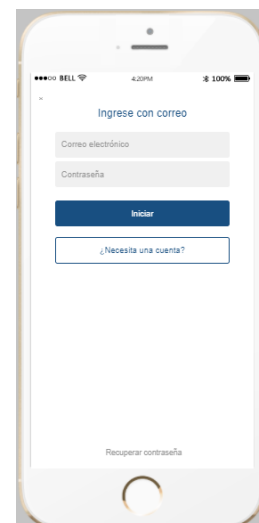 BELL 4:20PM 100%
Ingrese con correo
Correo electrónico
Contraseña
Iniciar
¿Necesita una cuenta?
Recuperar contraseña